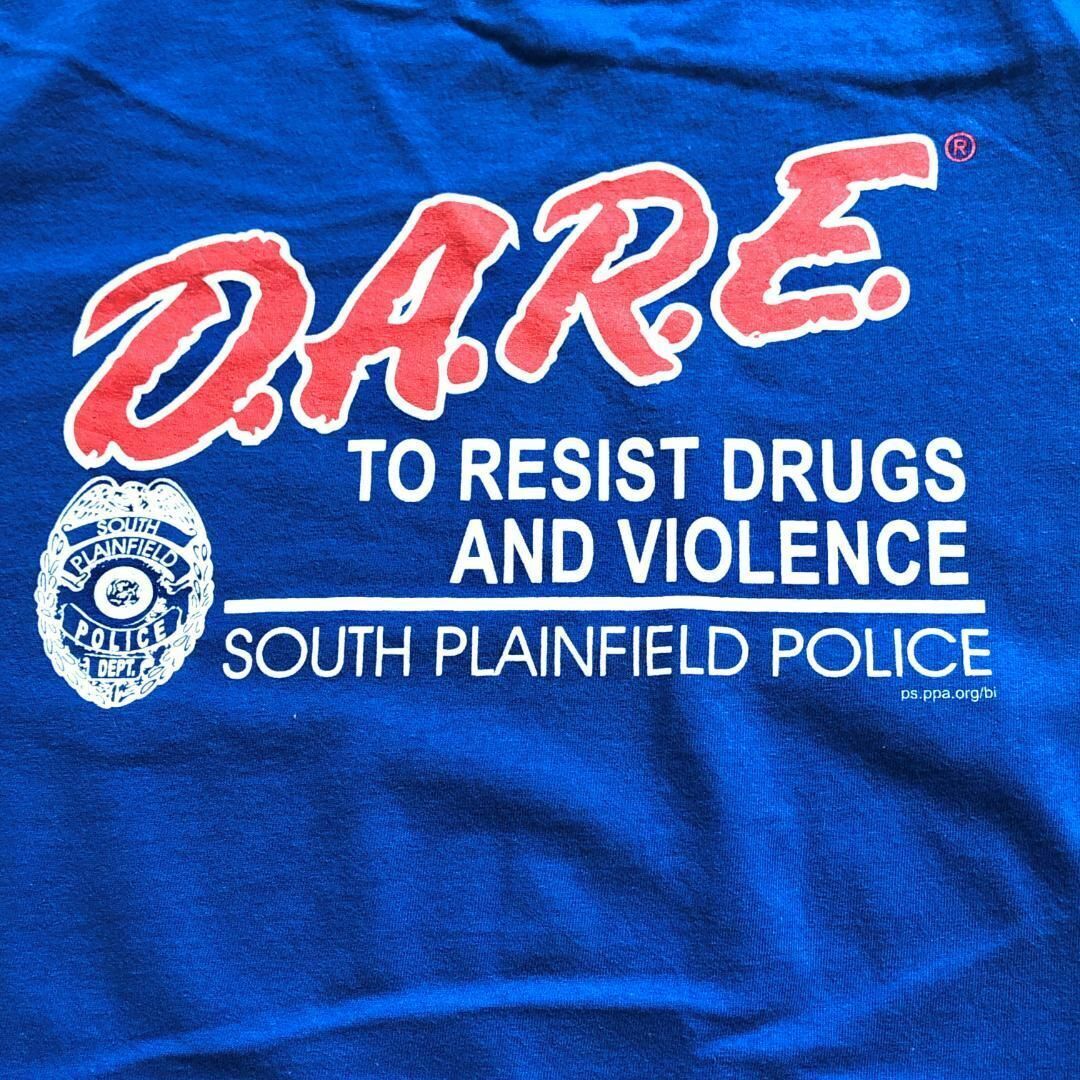 D.A.R.E.®
TO RESIST DRUGS
AND VIOLENCE
SOUTH
PLAINFIELD
POLICE
DEPT.
SOUTH PLAINFIELD POLICE
ps.ppa.org/bi